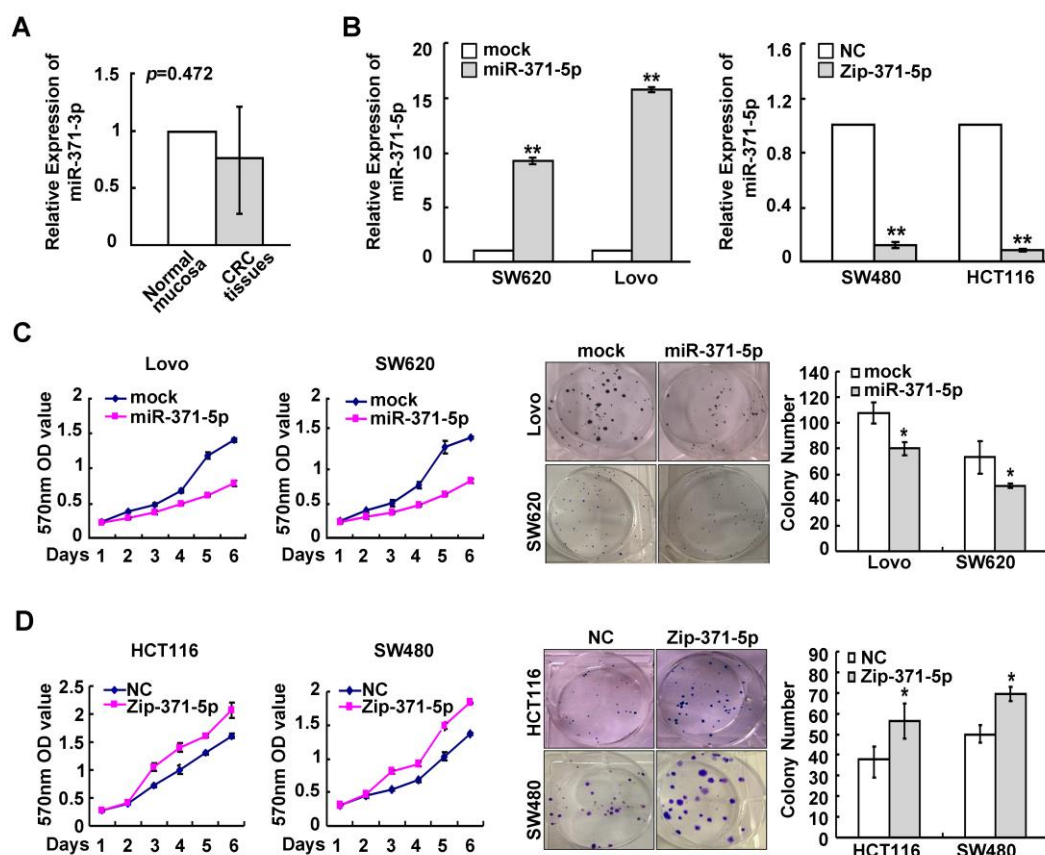 A
Relative Expression of
miR-371-3p
1.5
1
0.5
0
p=0.472
Normal
mucosa
CRC
tissues
B
Relative Expression of
miR-371-5p
20
15
10
5
0
mock
miR-371-5p
**
**
SW620
Lovo
Relative Expression of
miR-371-5p
1.6
1.2
0.8
0.4
0
NC
Zip-371-5p
**
**
SW480
HCT116
C
Lovo
570nm OD value
2
1.5
1
0.5
0
mock
miR-371-5p
Days 1 2 3 4 5 6
SW620
570nm OD value
2
1.5
1
0.5
0
mock
miR-371-5p
Days 1 2 3 4 5 6
mock
miR-371-5p
Lovo
SW620
Colony Number
140
120
100
80
60
40
20
0
mock
miR-371-5p
*
*
Lovo
SW620
D
HCT116
570nm OD value
2.5
2
1.5
1
0.5
0
NC
Zip-371-5p
Days 1 2 3 4 5 6
SW480
570nm OD value
2
1.5
1
0.5
0
NC
Zip-371-5p
Days 1 2 3 4 5 6
NC
Zip-371-5p
HCT116
SW480
Colony Number
90
80
70
60
50
40
30
20
10
0
NC
Zip-371-5p
*
*
HCT116
SW480